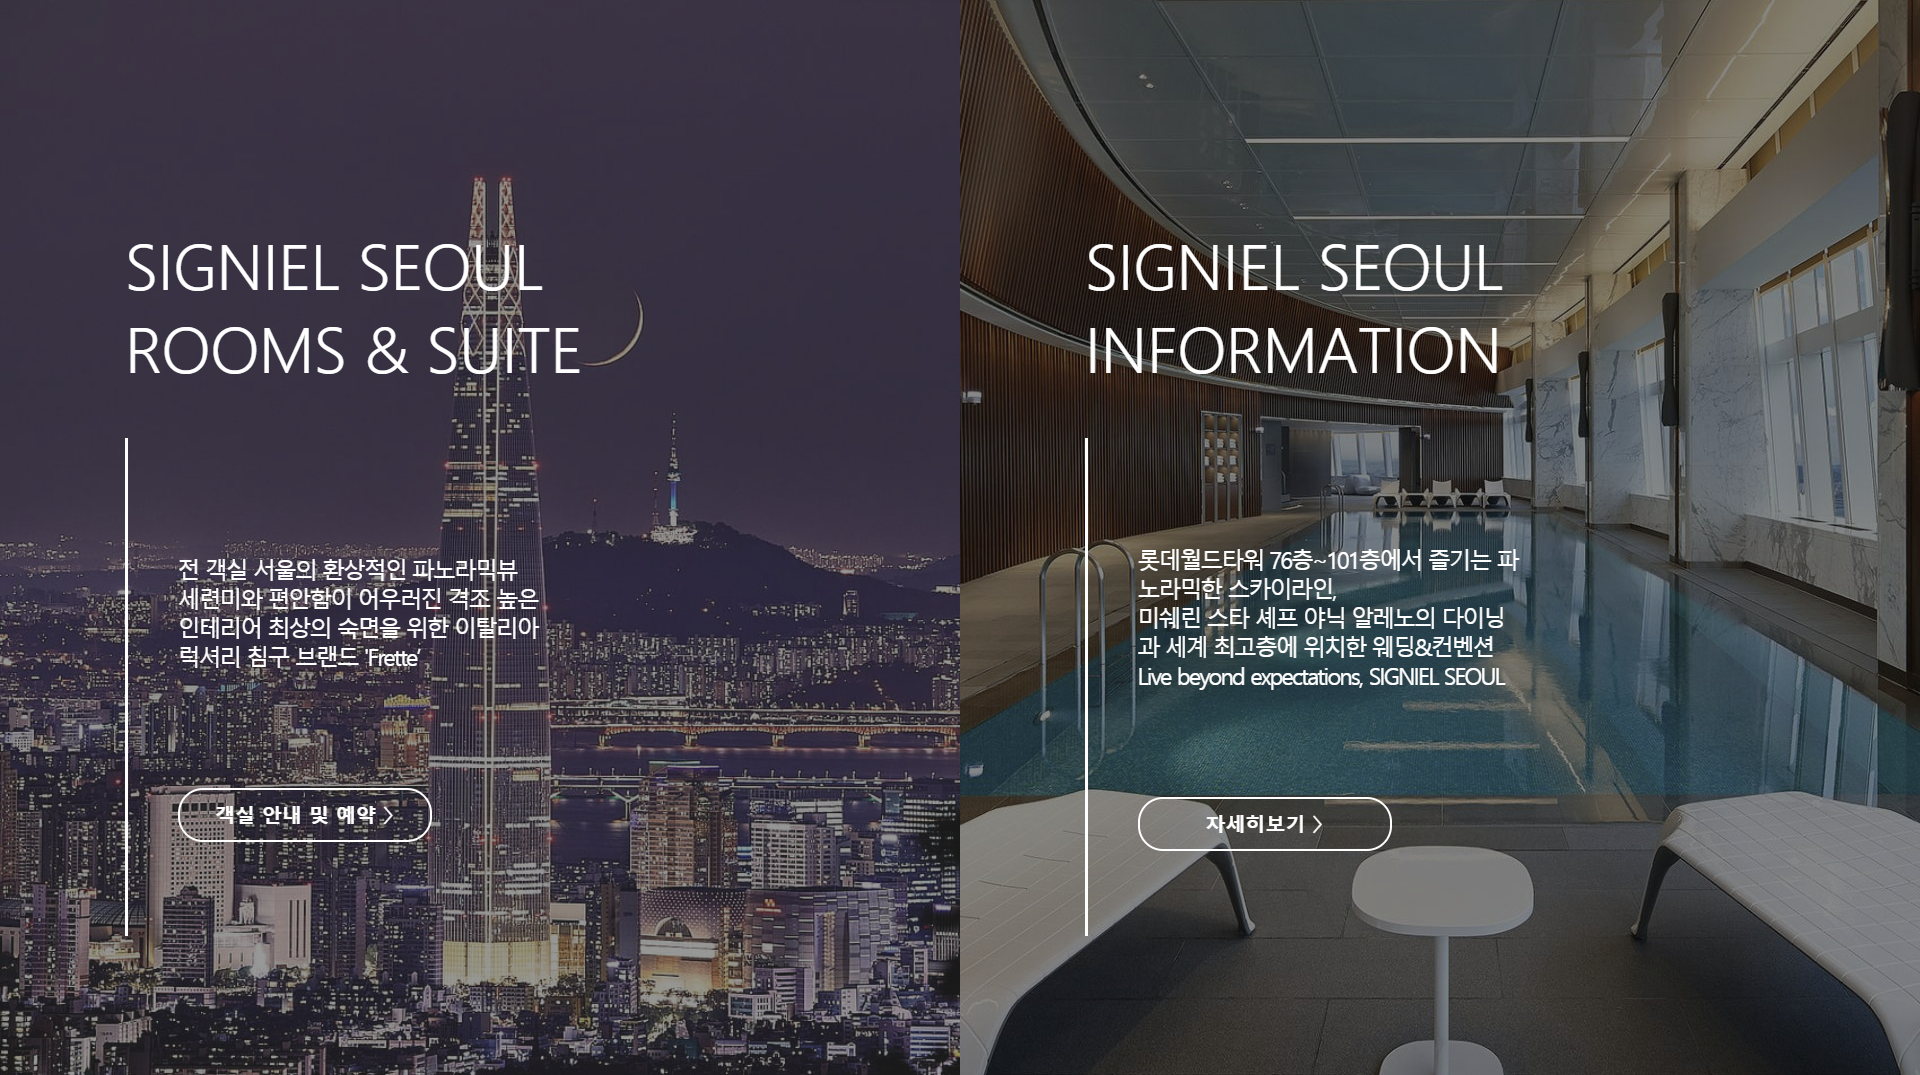 SIGNIEL SEOUL
ROOMS & SUITE
전 객실 서울의 환상적인 파노라믹뷰
세련미와 편안함이 어우러진 격조 높은
인테리어 최상의 숙면을 위한 이탈리아
럭셔리 침구 브랜드 'Frette'
객실 안내 및 예약 >
SIGNIEL SEOUL
INFORMATION
롯데월드타워 76층~101층에서 즐기는 파
노라믹한 스카이라인,
미쉐린 스타 셰프 야닉 알레노의 다이닝
과 세계 최고층에 위치한 웨딩&컨벤션
Live beyond expectations, SIGNIEL SEOUL
자세히보기 >